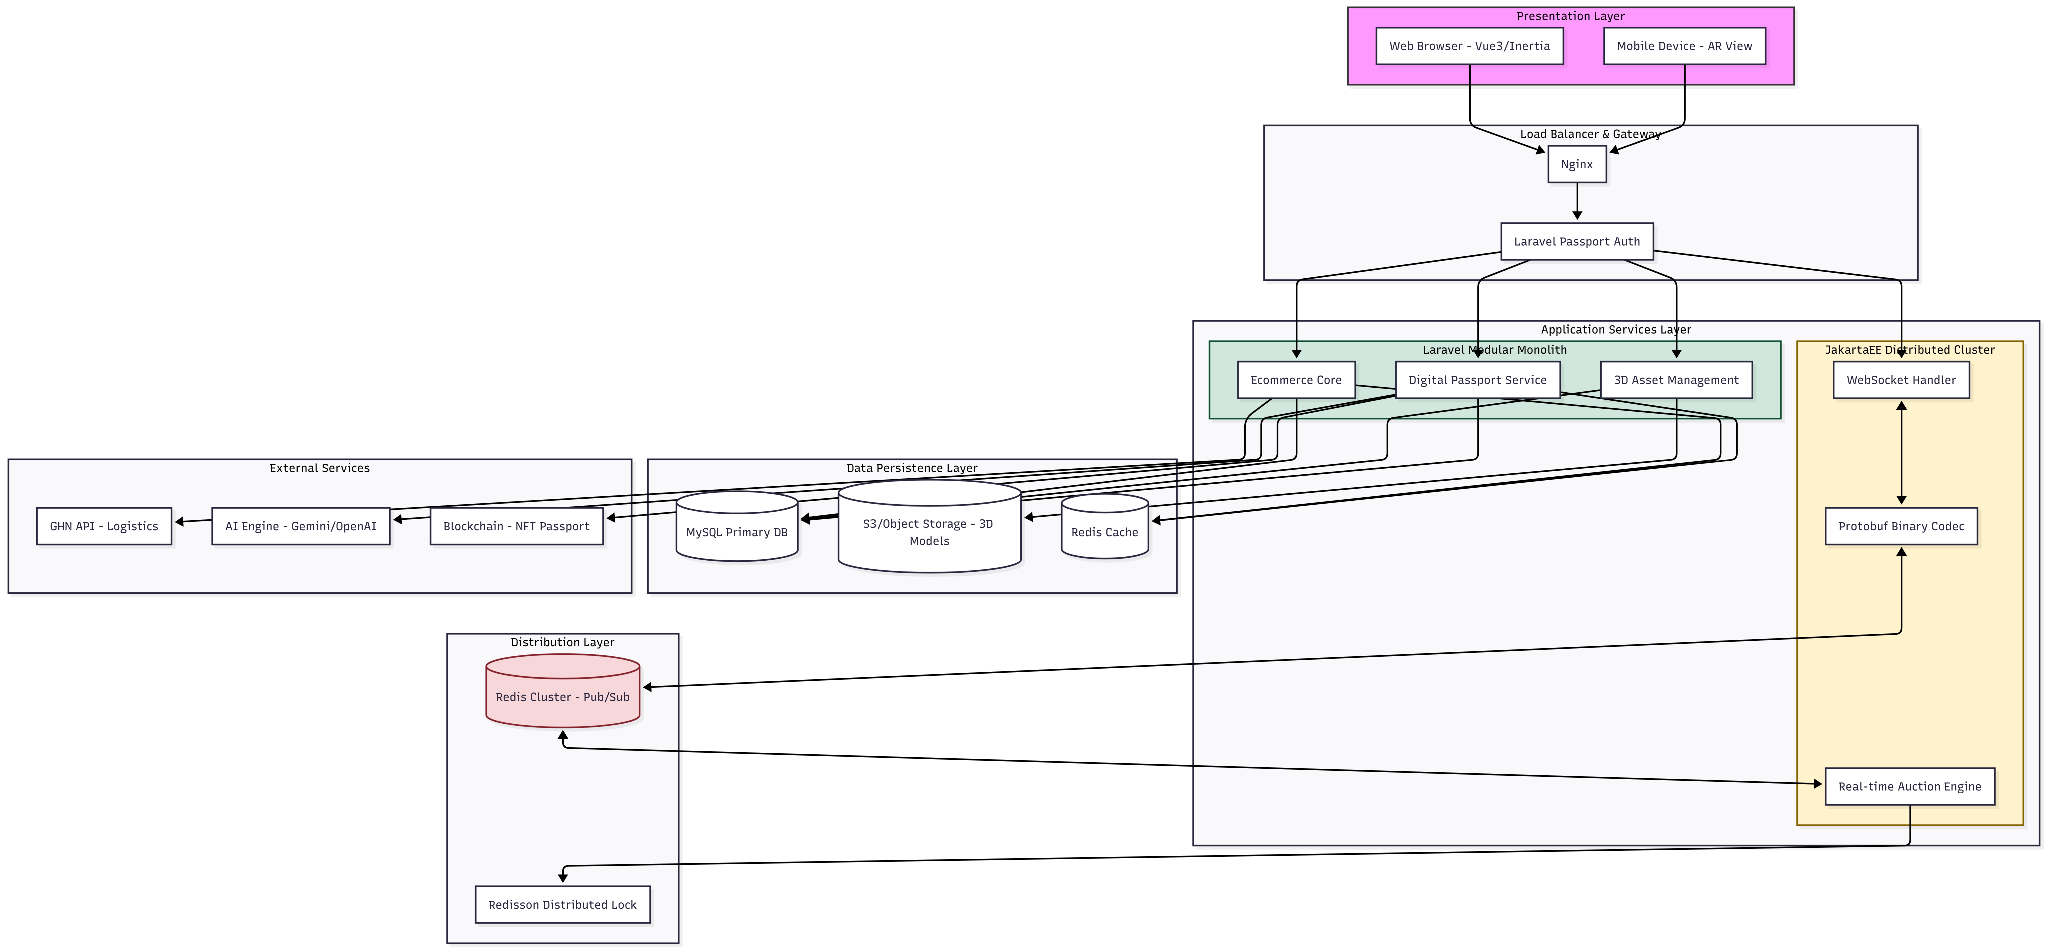 Presentation Layer
Web Browser - Vue3/Inertia
Mobile Device - AR View
Load Balancer & Gateway
Nginx
Laravel Passport Auth
Application Services Layer
Laravel Modular Monolith
JakartaEE Distributed Cluster
Ecommerce Core
Digital Passport Service
3D Asset Management
WebSocket Handler
External Services
Data Persistence Layer
GHN API - Logistics
AI Engine - Gemini/OpenAI
Blockchain - NFT Passport
MySQL Primary DB
S3/Object Storage - 3D
Models
Redis Cache
Protobuf Binary Codec
Distribution Layer
Redis Cluster - Pub/Sub
Real-time Auction Engine
Redisson Distributed Lock